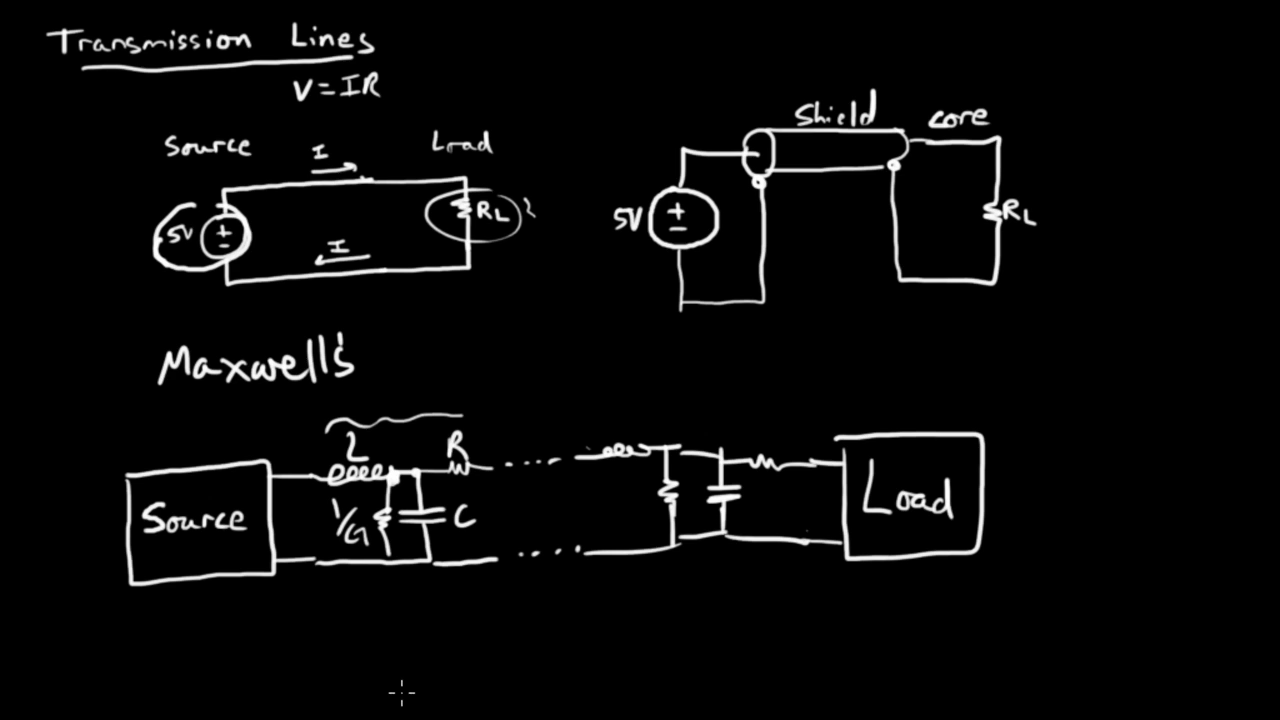 Transmission Lines
V=IR
Source
I
Load
5V
+
-
RL
I
Shield
core
5V
+
-
RL
Maxwell's
L
R
Source
1/G
C
Load